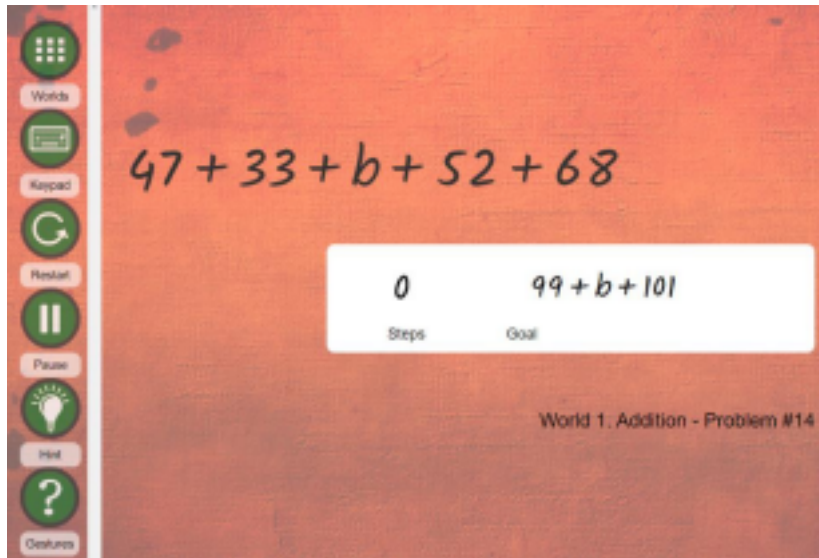 Worlds
Keypad
Restart
Pause
Hint
Gestures
47 + 33 + b + 52 + 68
0
Steps
99 + b + 101
Goal
World 1. Addition - Problem #14